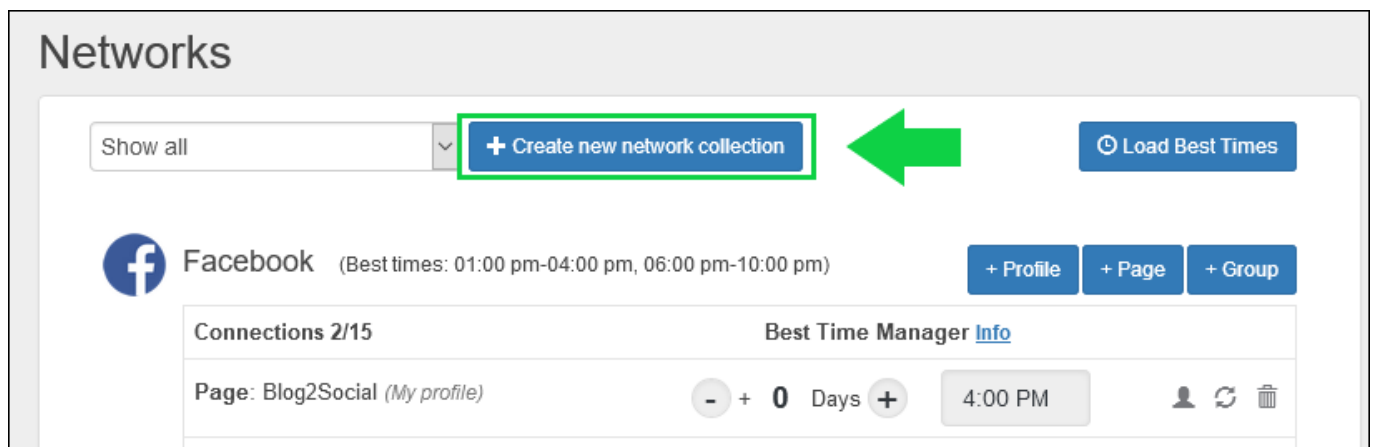 Networks
Show all
+ Create new network collection
Load Best Times
Facebook (Best times: 01:00 pm-04:00 pm, 06:00 pm-10:00 pm)
+ Profile
+ Page
+ Group
Connections 2/15
Best Time Manager Info
Page: Blog2Social (My profile)
- + 0 Days +
4:00 PM